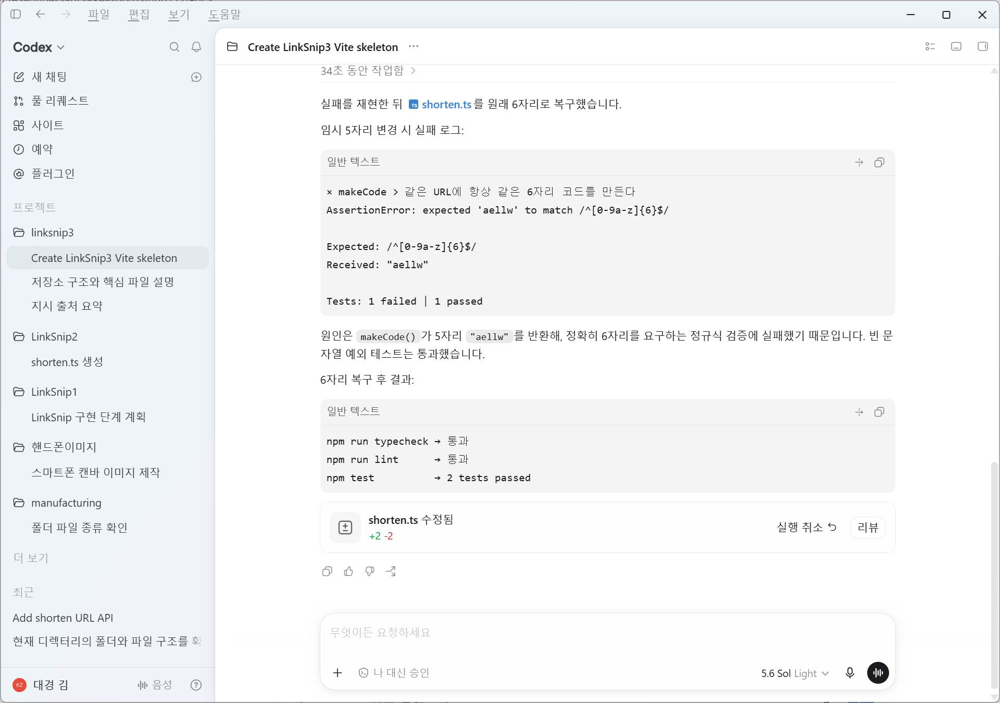 파일 편집 보기 도움말
Codex
새 채팅
풀 리퀘스트
사이트
예약
플러그인
프로젝트
linksnip3
Create LinkSnip3 Vite skeleton
저장소 구조와 핵심 파일 설명
지시 출처 요약
LinkSnip2
shorten.ts 생성
LinkSnip1
LinkSnip 구현 단계 계획
핸드폰이미지
스마트폰 캔바 이미지 제작
manufacturing
폴더 파일 종류 확인
더 보기
최근
Add shorten URL API
현재 디렉터리의 폴더와 파일 구조를 확
KZ 대경 김 음성
Create LinkSnip3 Vite skeleton
34초 동안 작업함
실패를 재현한 뒤 TS shorten.ts를 원래 6자리로 복구했습니다.
임시 5자리 변경 시 실패 로그:
일반 텍스트
× makeCode > 같은 URL에 항상 같은 6자리 코드를 만든다
AssertionError: expected 'aellw' to match /^[0-9a-z]{6}$/
Expected: /^[0-9a-z]{6}$/
Received: "aellw"
Tests: 1 failed | 1 passed
원인은 makeCode()가 5자리 "aellw"를 반환해, 정확히 6자리를 요구하는 정규식 검증에 실패했기 때문입니다. 빈 문
자열 예외 테스트는 통과했습니다.
6자리 복구 후 결과:
일반 텍스트
npm run typecheck → 통과
npm run lint → 통과
npm test → 2 tests passed
shorten.ts 수정됨
+2 -2
실행 취소 리뷰
무엇이든 요청하세요
나 대신 승인
5.6 Sol Light